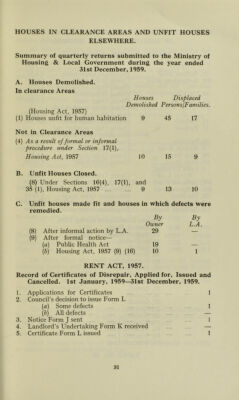 HOUSES IN CLEARANCE AREAS AND UNFIT HOUSES
ELSEWHERE.
Summary of quarterly returns submitted to the Ministry of
Housing & Local Government during the year ended
31st December, 1959.
A. Houses Demolished.
In clearance Areas
Houses Displaced
Demolished Persons/Families.
(Housing Act, 1957)
(1) Houses unfit for human habitation 9 45 17
Not in Clearance Areas
(4) As a result of formal or informal
procedure under Section 17(1),
Housing Act, 1957 10 15 9
B. Unfit Houses Closed.
(8) Under Sections 16(4), 17(1), and
35 (1), Housing Act, 1957 ... 9 13 10
C. Unfit houses made fit and houses in which defects were
remedied.
By By
Owner L.A.
(8) After informal action by L.A. 29 —
(9) After formal notice—
(a) Public Health Act 19 —
(b) Housing Act, 1957 (9) (16) 10 1
RENT ACT, 1957.
Record of Certificates of Disrepair, Applied for, Issued and
Cancelled. 1st January, 1959—31st December, 1959.
1. Applications for Certificates 1
2. Council's decision to issue Form L
(a) Some defects 1
(b) All defects —
3. Notice Form J sent 1
4. Landlord's Undertaking Form K received —
5. Certificate Form L issued 1